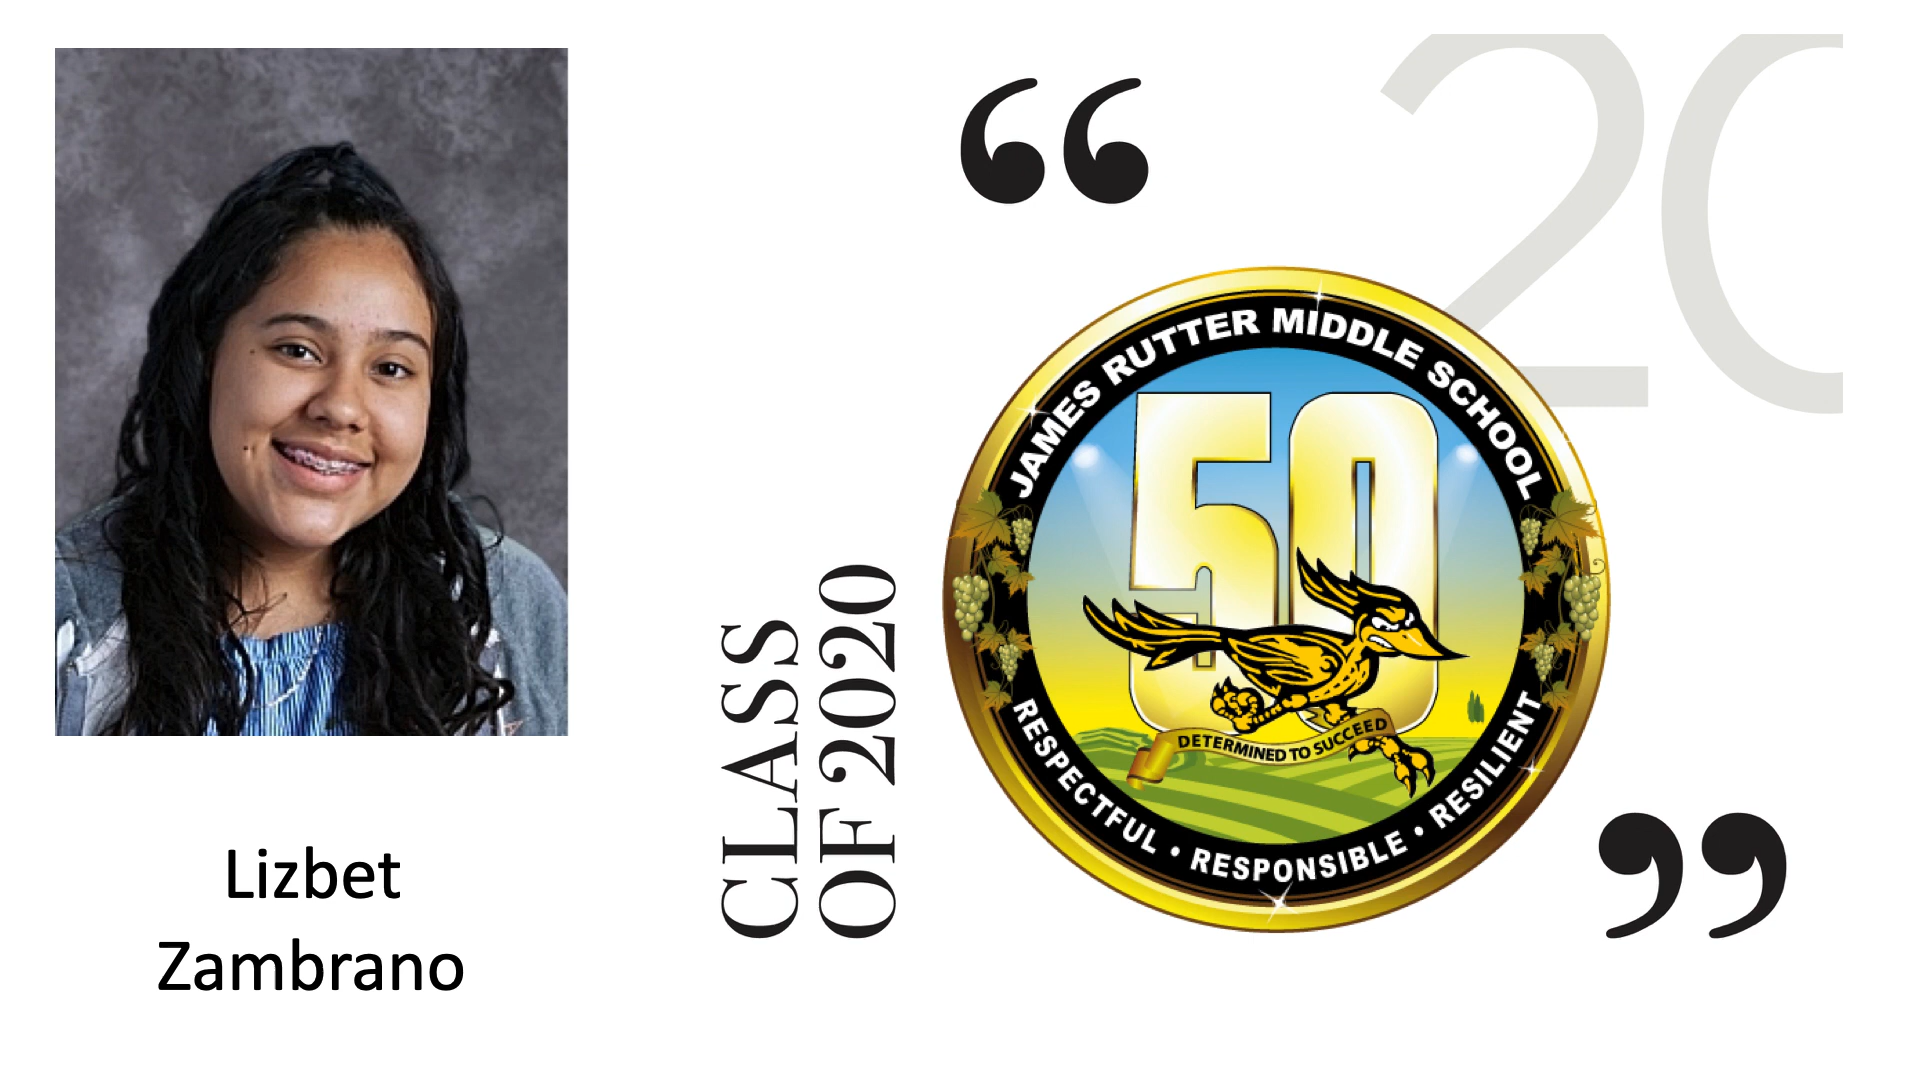 Lizbet
Zambrano
CLASS
OF 2020
“
20
JAMES RUTTER MIDDLE SCHOOL
50
DETERMINED TO SUCCEED
RESPECTFUL • RESPONSIBLE • RESILIENT
”